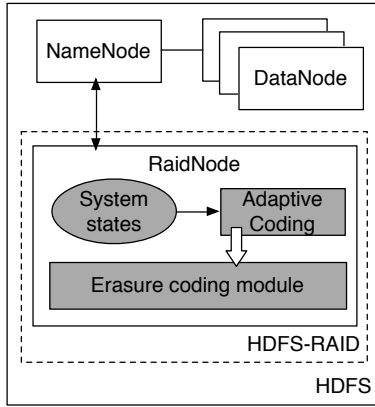 NameNode
DataNode
RaidNode
System
states
Adaptive
Coding
Erasure coding module
HDFS-RAID
HDFS